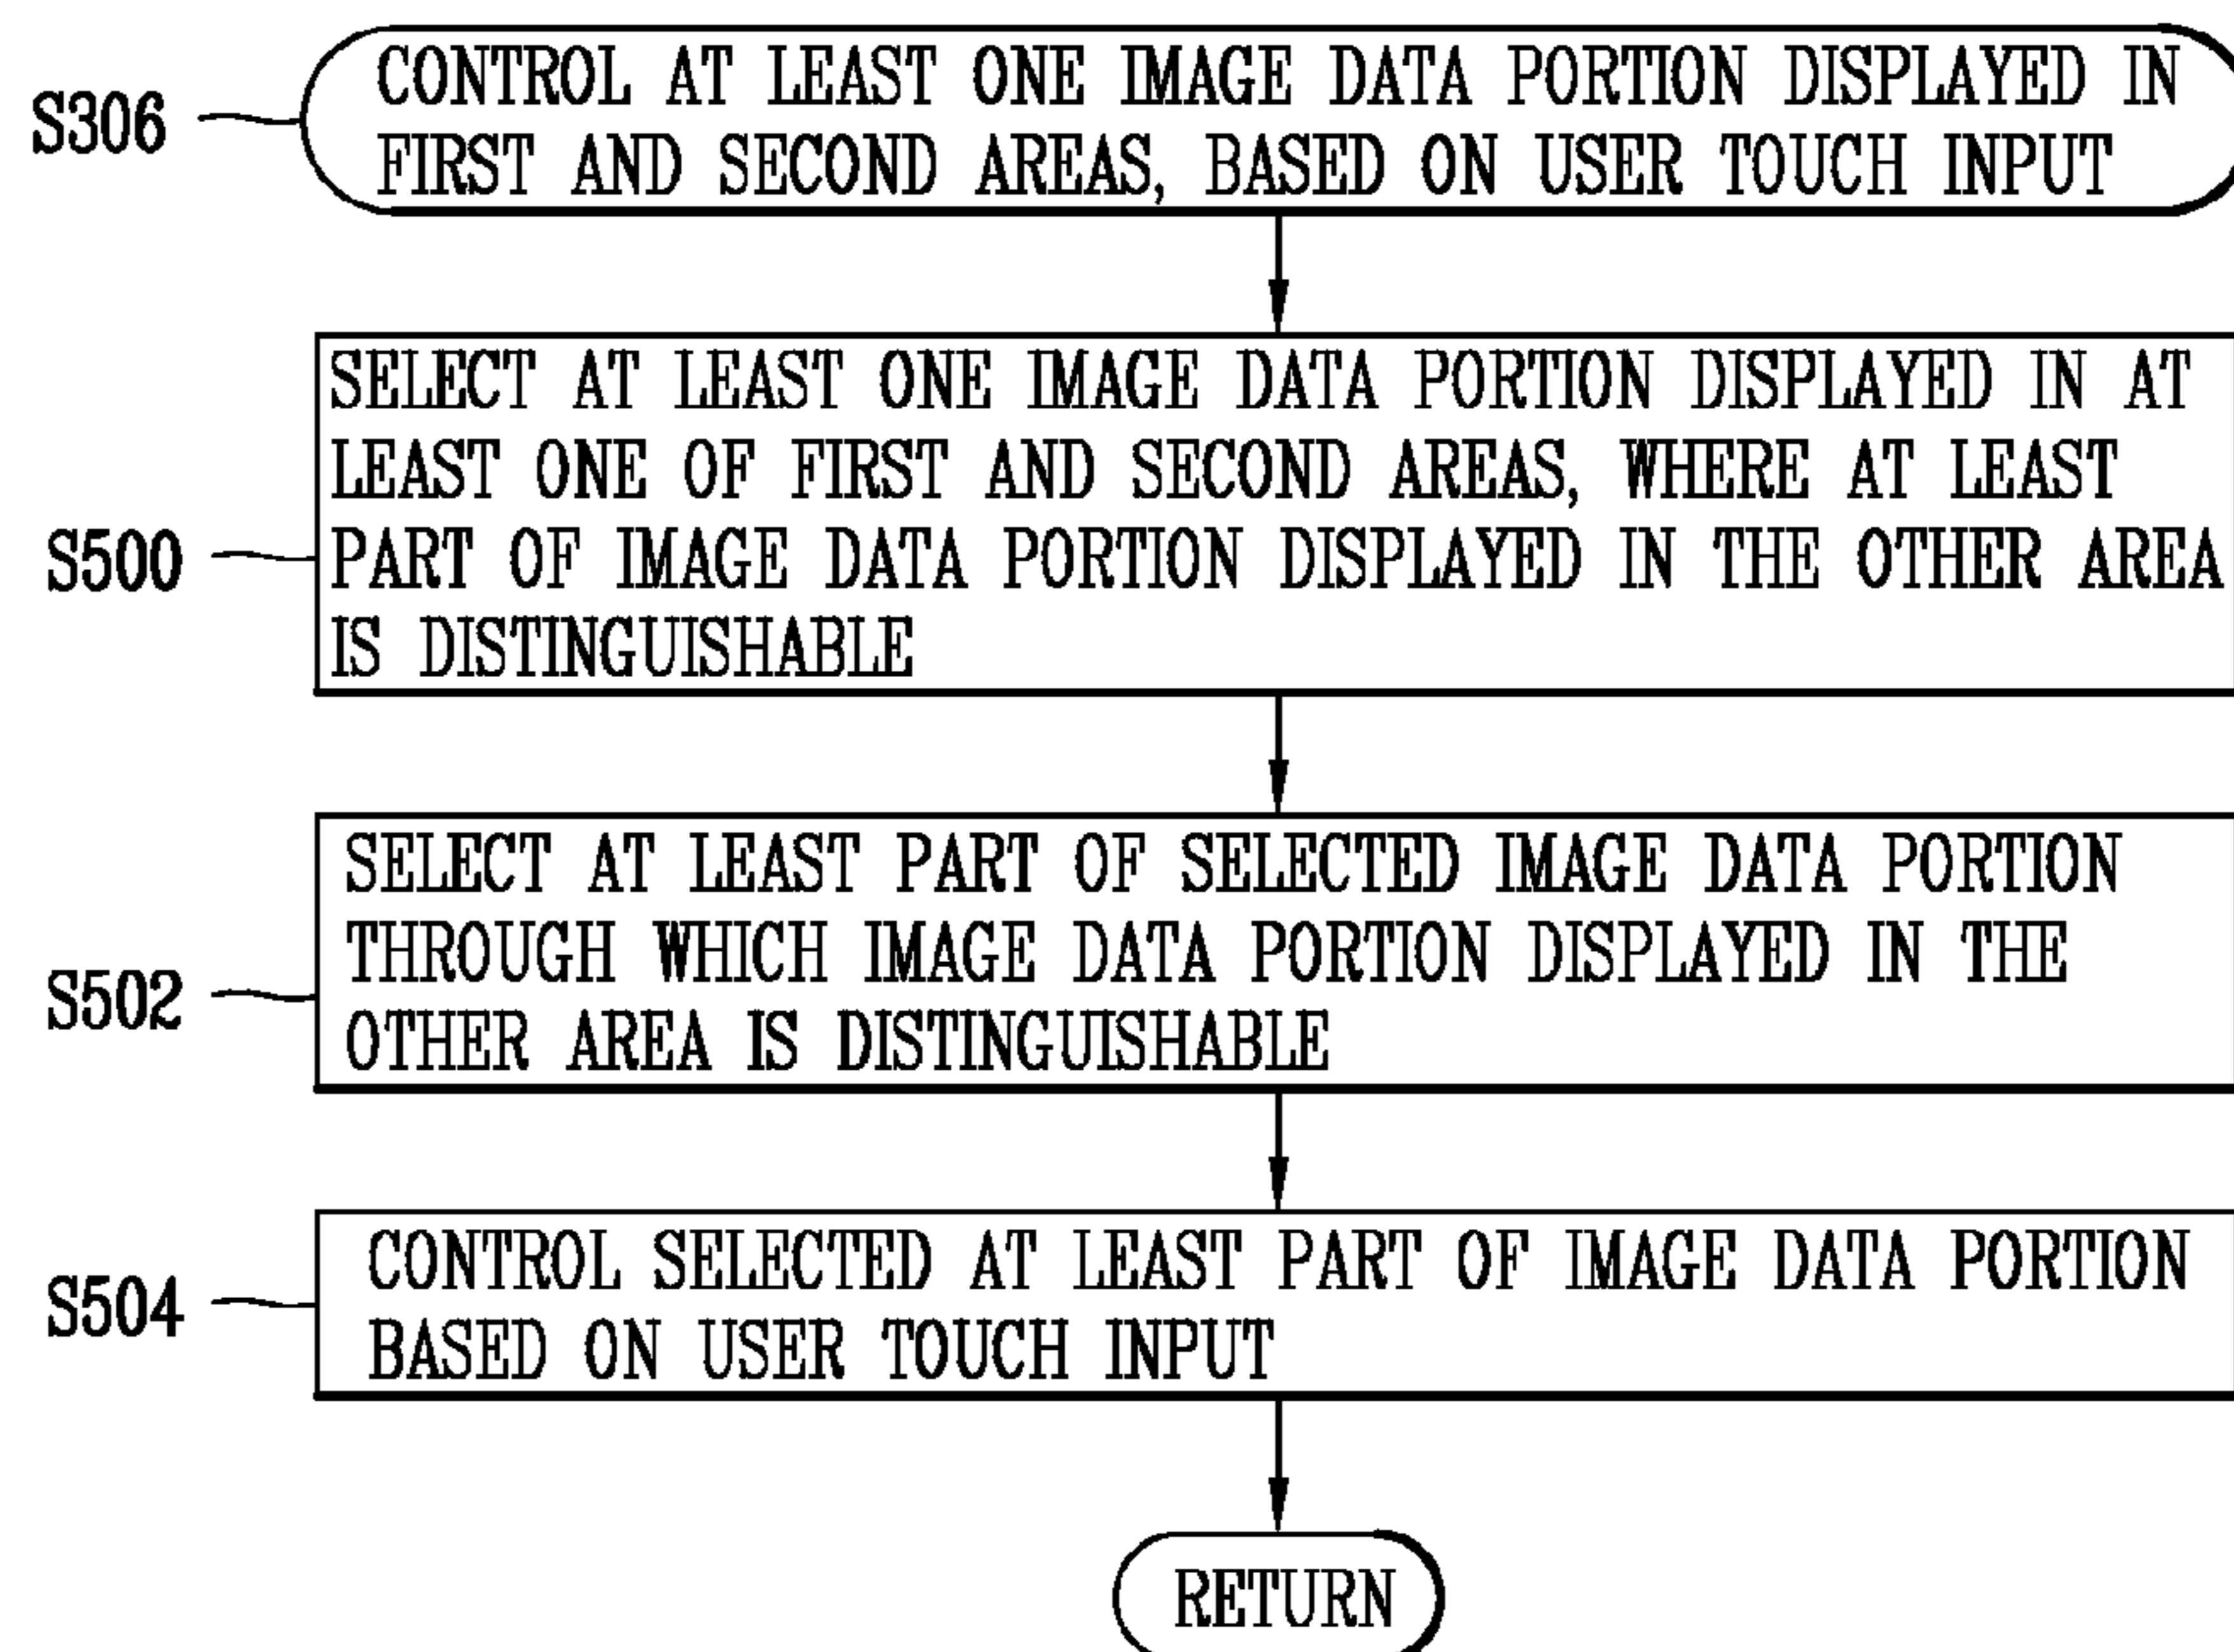 S306
CONTROL AT LEAST ONE IMAGE DATA PORTION DISPLAYED IN
FIRST AND SECOND AREAS, BASED ON USER TOUCH INPUT
S500
SELECT AT LEAST ONE IMAGE DATA PORTION DISPLAYED IN AT
LEAST ONE OF FIRST AND SECOND AREAS, WHERE AT LEAST
PART OF IMAGE DATA PORTION DISPLAYED IN THE OTHER AREA
IS DISTINGUISHABLE
S502
SELECT AT LEAST PART OF SELECTED IMAGE DATA PORTION
THROUGH WHICH IMAGE DATA PORTION DISPLAYED IN THE
OTHER AREA IS DISTINGUISHABLE
S504
CONTROL SELECTED AT LEAST PART OF IMAGE DATA PORTION
BASED ON USER TOUCH INPUT
RETURN